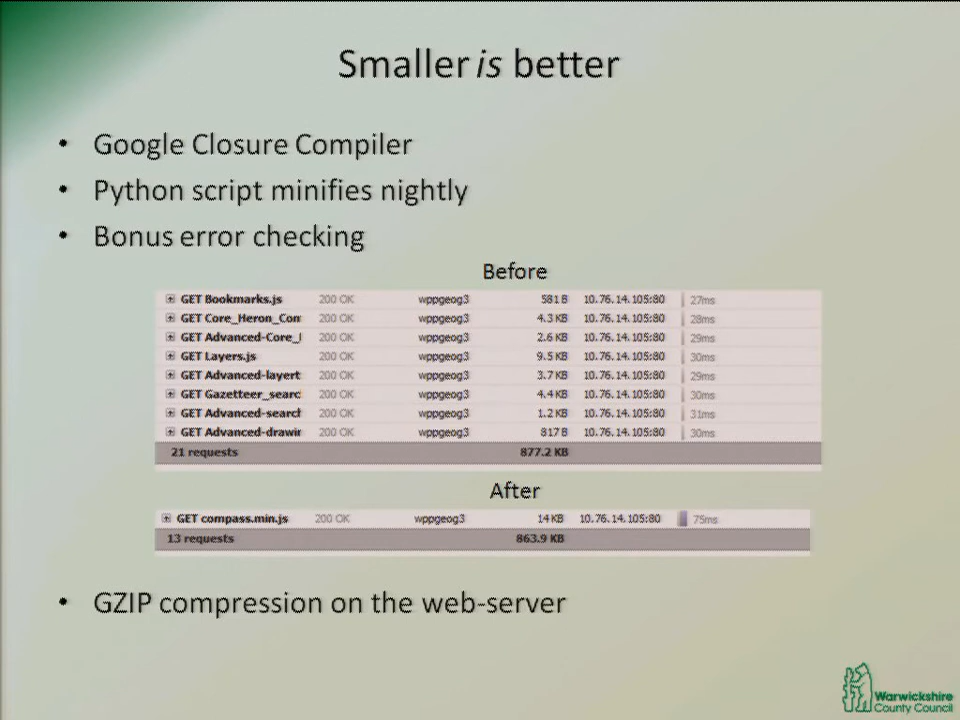 Smaller is better
• Google Closure Compiler
• Python script minifies nightly
• Bonus error checking
Before
GET Bookmarks.js 200 OK wppgeog3 581 B 10.76.14.105:80 27ms
GET Core_Heron_Con 200 OK wppgeog3 4.3 KB 10.76.14.105:80 28ms
GET Advanced-Core_ 200 OK wppgeog3 2.6 KB 10.76.14.105:80 29ms
GET Layers.js 200 OK wppgeog3 9.5 KB 10.76.14.105:80 30ms
GET Advanced-layert 200 OK wppgeog3 3.7 KB 10.76.14.105:80 29ms
GET Gazetteer_searc 200 OK wppgeog3 4.4 KB 10.76.14.105:80 30ms
GET Advanced-search 200 OK wppgeog3 1.2 KB 10.76.14.105:80 31ms
GET Advanced-drawin 200 OK wppgeog3 817 B 10.76.14.105:80 30ms
21 requests 877.2 KB
After
GET compass.min.js 200 OK wppgeog3 14 KB 10.76.14.105:80 75ms
13 requests 863.9 KB
• GZIP compression on the web-server
Warwickshire
County Council